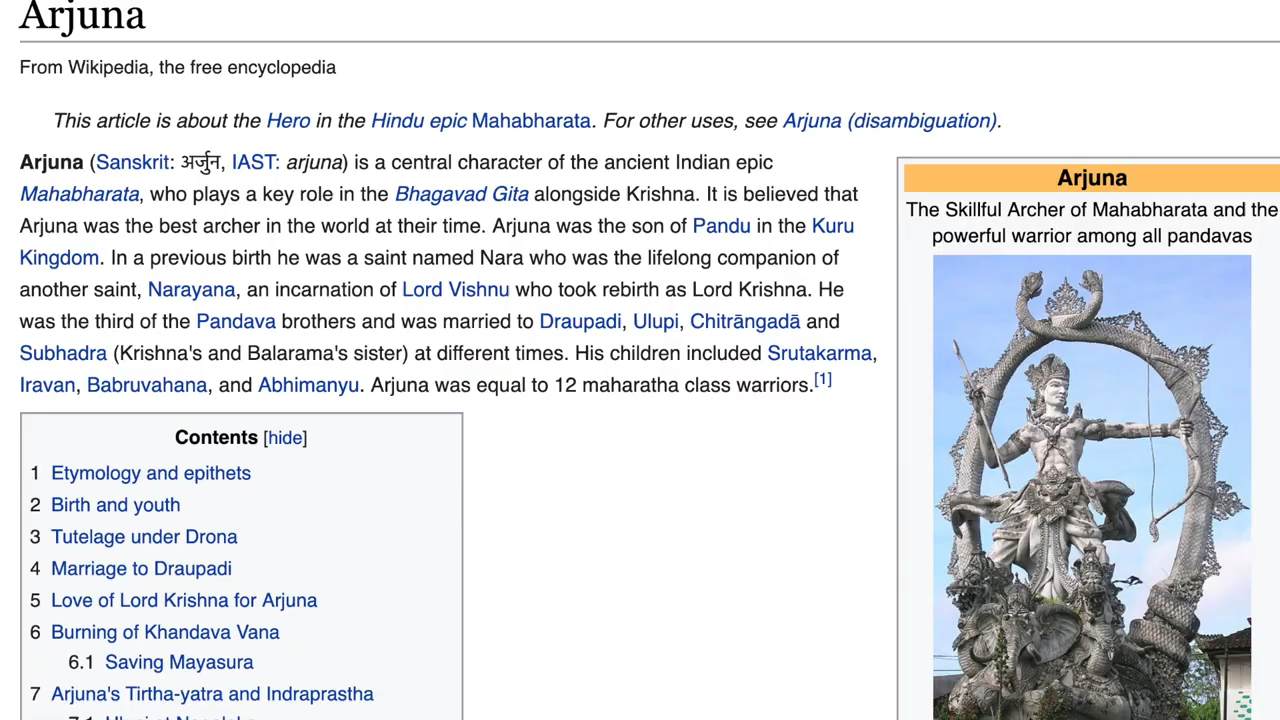 Arjuna
From Wikipedia, the free encyclopedia
This article is about the Hero in the Hindu epic Mahabharata. For other uses, see Arjuna (disambiguation).
Arjuna (Sanskrit: अर्जुन, IAST: arjuna) is a central character of the ancient Indian epic
Mahabharata, who plays a key role in the Bhagavad Gita alongside Krishna. It is believed that
Arjuna was the best archer in the world at their time. Arjuna was the son of Pandu in the Kuru
Kingdom. In a previous birth he was a saint named Nara who was the lifelong companion of
another saint, Narayana, an incarnation of Lord Vishnu who took rebirth as Lord Krishna. He
was the third of the Pandava brothers and was married to Draupadi, Ulupi, Chitrāngadā and
Subhadra (Krishna's and Balarama's sister) at different times. His children included Srutakarma,
Iravan, Babruvahana, and Abhimanyu. Arjuna was equal to 12 maharatha class warriors.[1]
Contents [hide]
1 Etymology and epithets
2 Birth and youth
3 Tutelage under Drona
4 Marriage to Draupadi
5 Love of Lord Krishna for Arjuna
6 Burning of Khandava Vana
6.1 Saving Mayasura
7 Arjuna's Tirtha-yatra and Indraprastha
Arjuna
The Skillful Archer of Mahabharata and the
powerful warrior among all pandavas